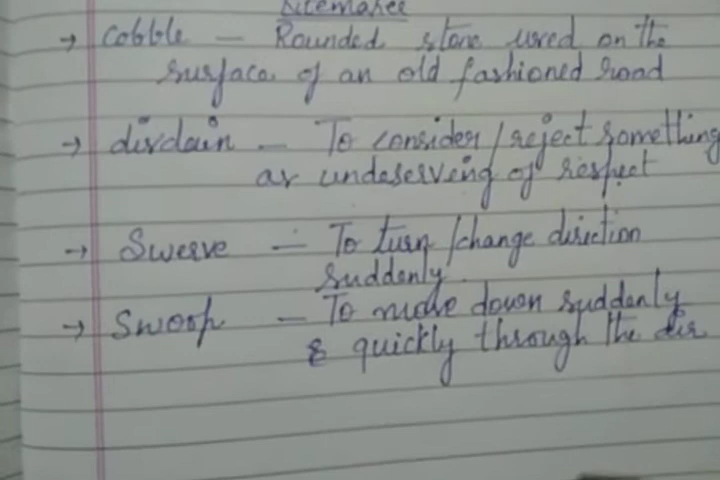 Kitemaker
→ Cobble – Rounded stone used on the
surface of an old fashioned road
→ disdain – To consider/reject something
as undeserving of respect
→ Swerve – To turn/change direction
suddenly
→ Swoop – To move down suddenly
& quickly through the air